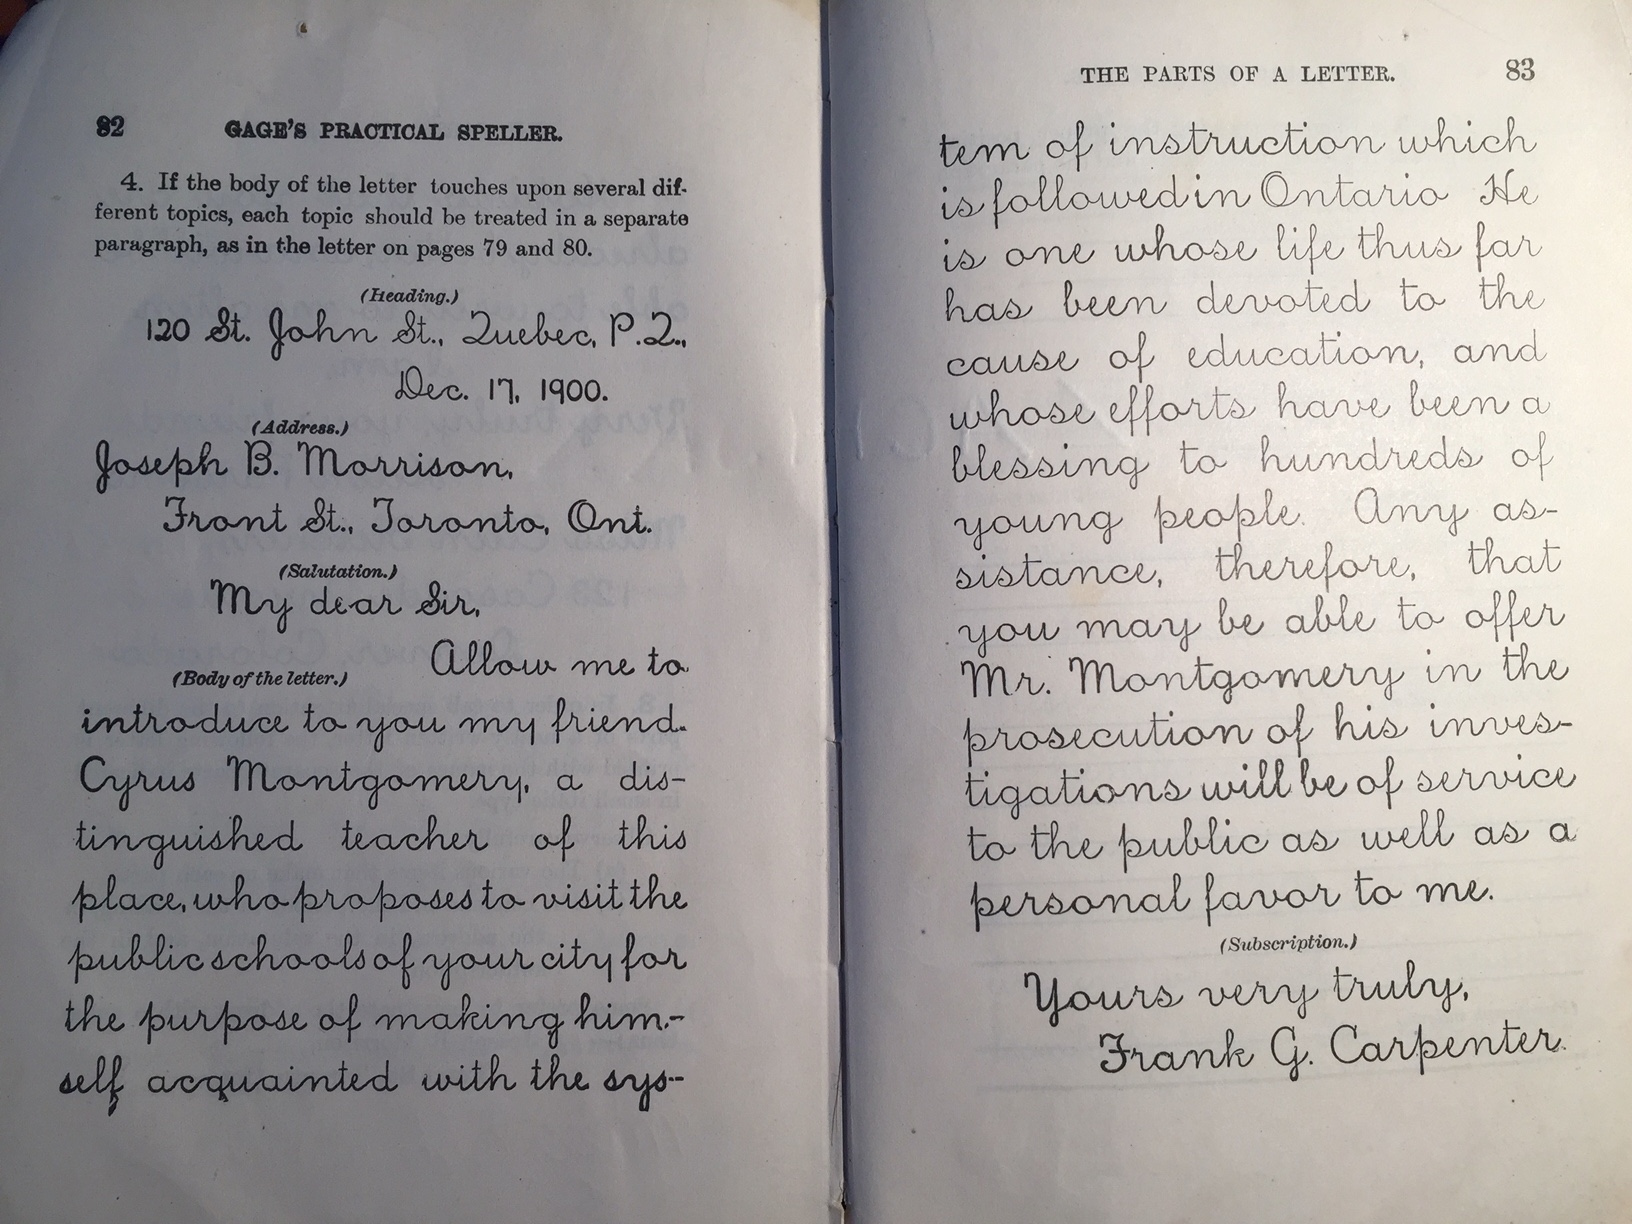 82 GAGE'S PRACTICAL SPELLER.
4. If the body of the letter touches upon several dif-
ferent topics, each topic should be treated in a separate
paragraph, as in the letter on pages 79 and 80.
(Heading.)
120 St. John St., Quebec, P.Q.,
Dec. 17, 1900.
(Address.)
Joseph B. Morrison,
Front St., Toronto, Ont.
(Salutation.)
My dear Sir,
Allow me to
(Body of the letter.)
introduce to you my friend.
Cyrus Montgomery, a dis-
tinguished teacher of this
place, who proposes to visit the
public schools of your city for
the purpose of making him-
self acquainted with the sys-
THE PARTS OF A LETTER. 83
tem of instruction which
is followed in Ontario He
is one whose life thus far
has been devoted to the
cause of education, and
whose efforts have been a
blessing to hundreds of
young people. Any as-
sistance, therefore, that
you may be able to offer
Mr. Montgomery in the
prosecution of his inves-
tigations will be of service
to the public as well as a
personal favor to me.
(Subscription.)
Yours very truly,
Frank G. Carpenter.